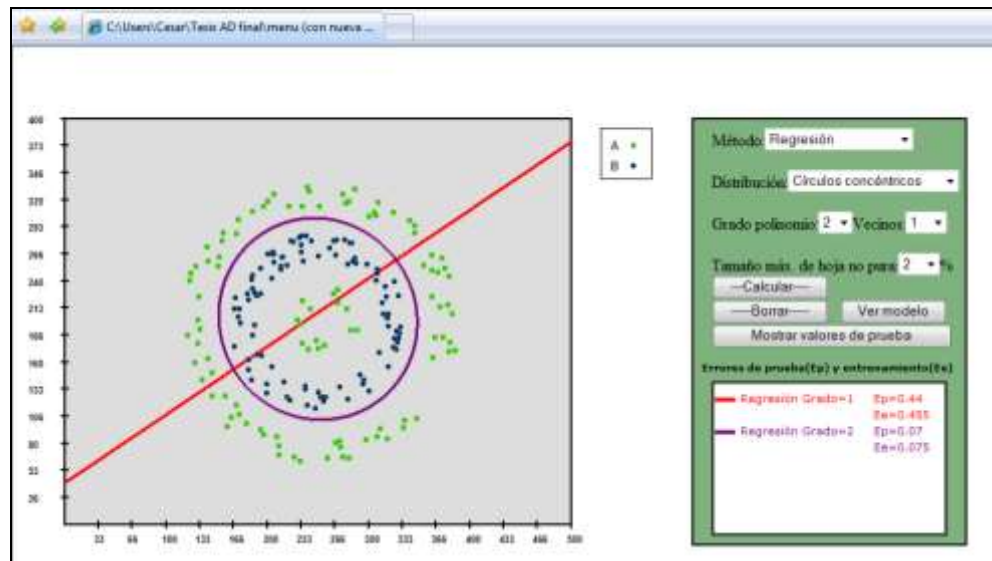 C:\Users\Cesar\Tesis AD final\menu (con nueva ...
400
373
346
320
293
266
240
213
186
160
133
106
80
53
26
33 66 100 133 166 200 233 266 300 333 366 400 433 466 500
A
B
Método: Regresión
Distribución: Círculos concéntricos
Grado polinomio: 2 Vecinos: 1
Tamaño máx. de hoja no pura: 2 %
---Calcular---
----Borrar---- Ver modelo
Mostrar valores de prueba
Errores de prueba(Ep) y entrenamiento(Ee)
Regresión Grado=1 Ep=0.44
Ee=0.455
Regresión Grado=2 Ep=0.07
Ee=0.075